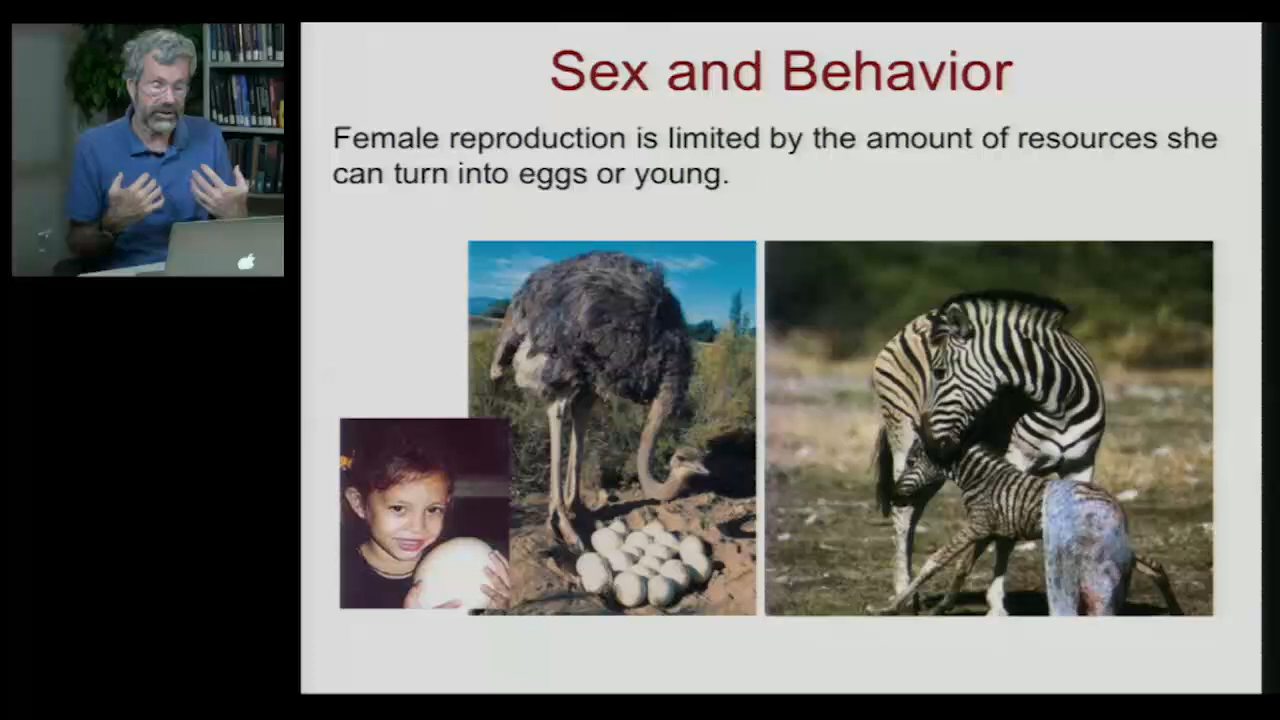 Sex and Behavior
Female reproduction is limited by the amount of resources she
can turn into eggs or young.